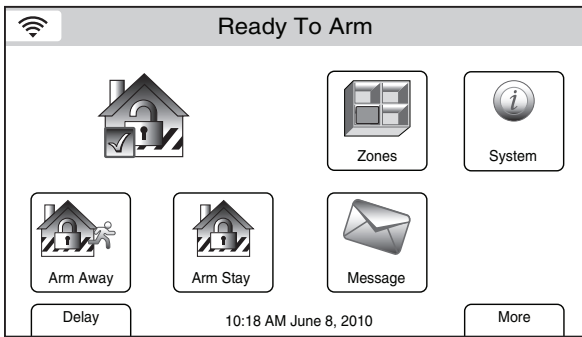 Ready To Arm
Zones
System
Arm Away
Arm Stay
Message
Delay
10:18 AM June 8, 2010
More